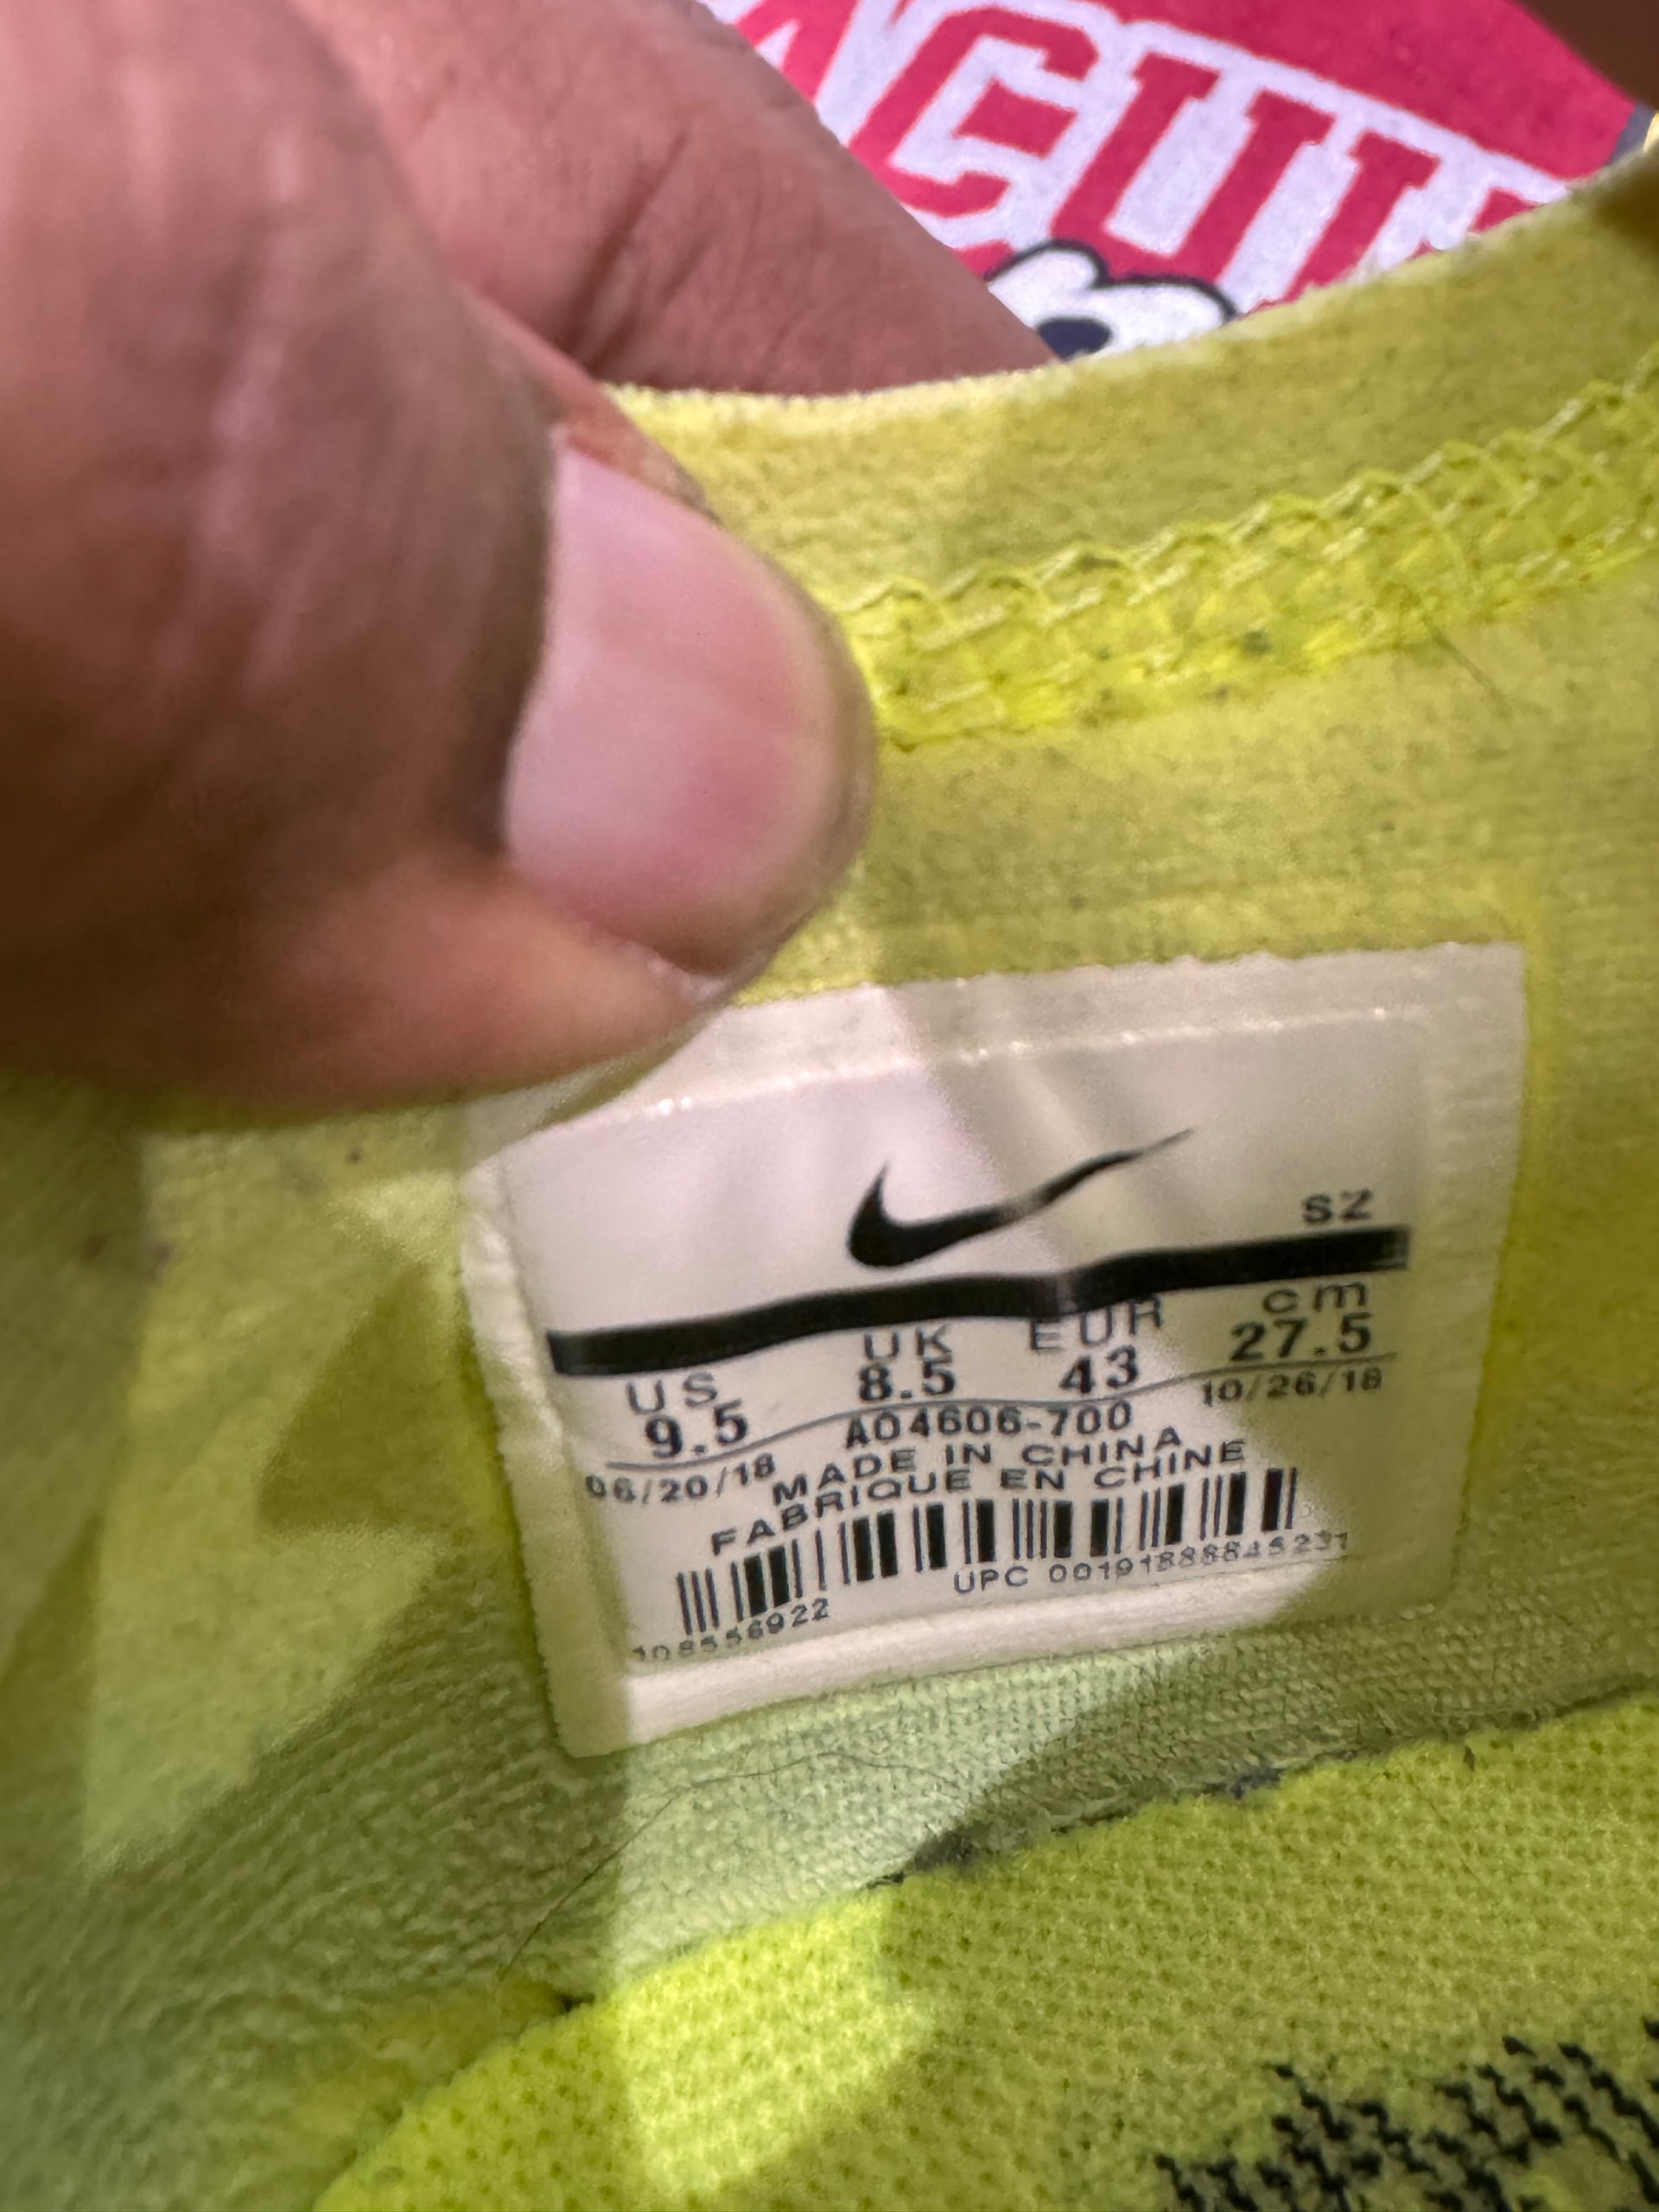 SZ
US UK EUR cm
9.5 8.5 43 27.5
06/20/18 AO4606-700 10/26/18
MADE IN CHINA
FABRIQUE EN CHINE
UPC 00191888845231